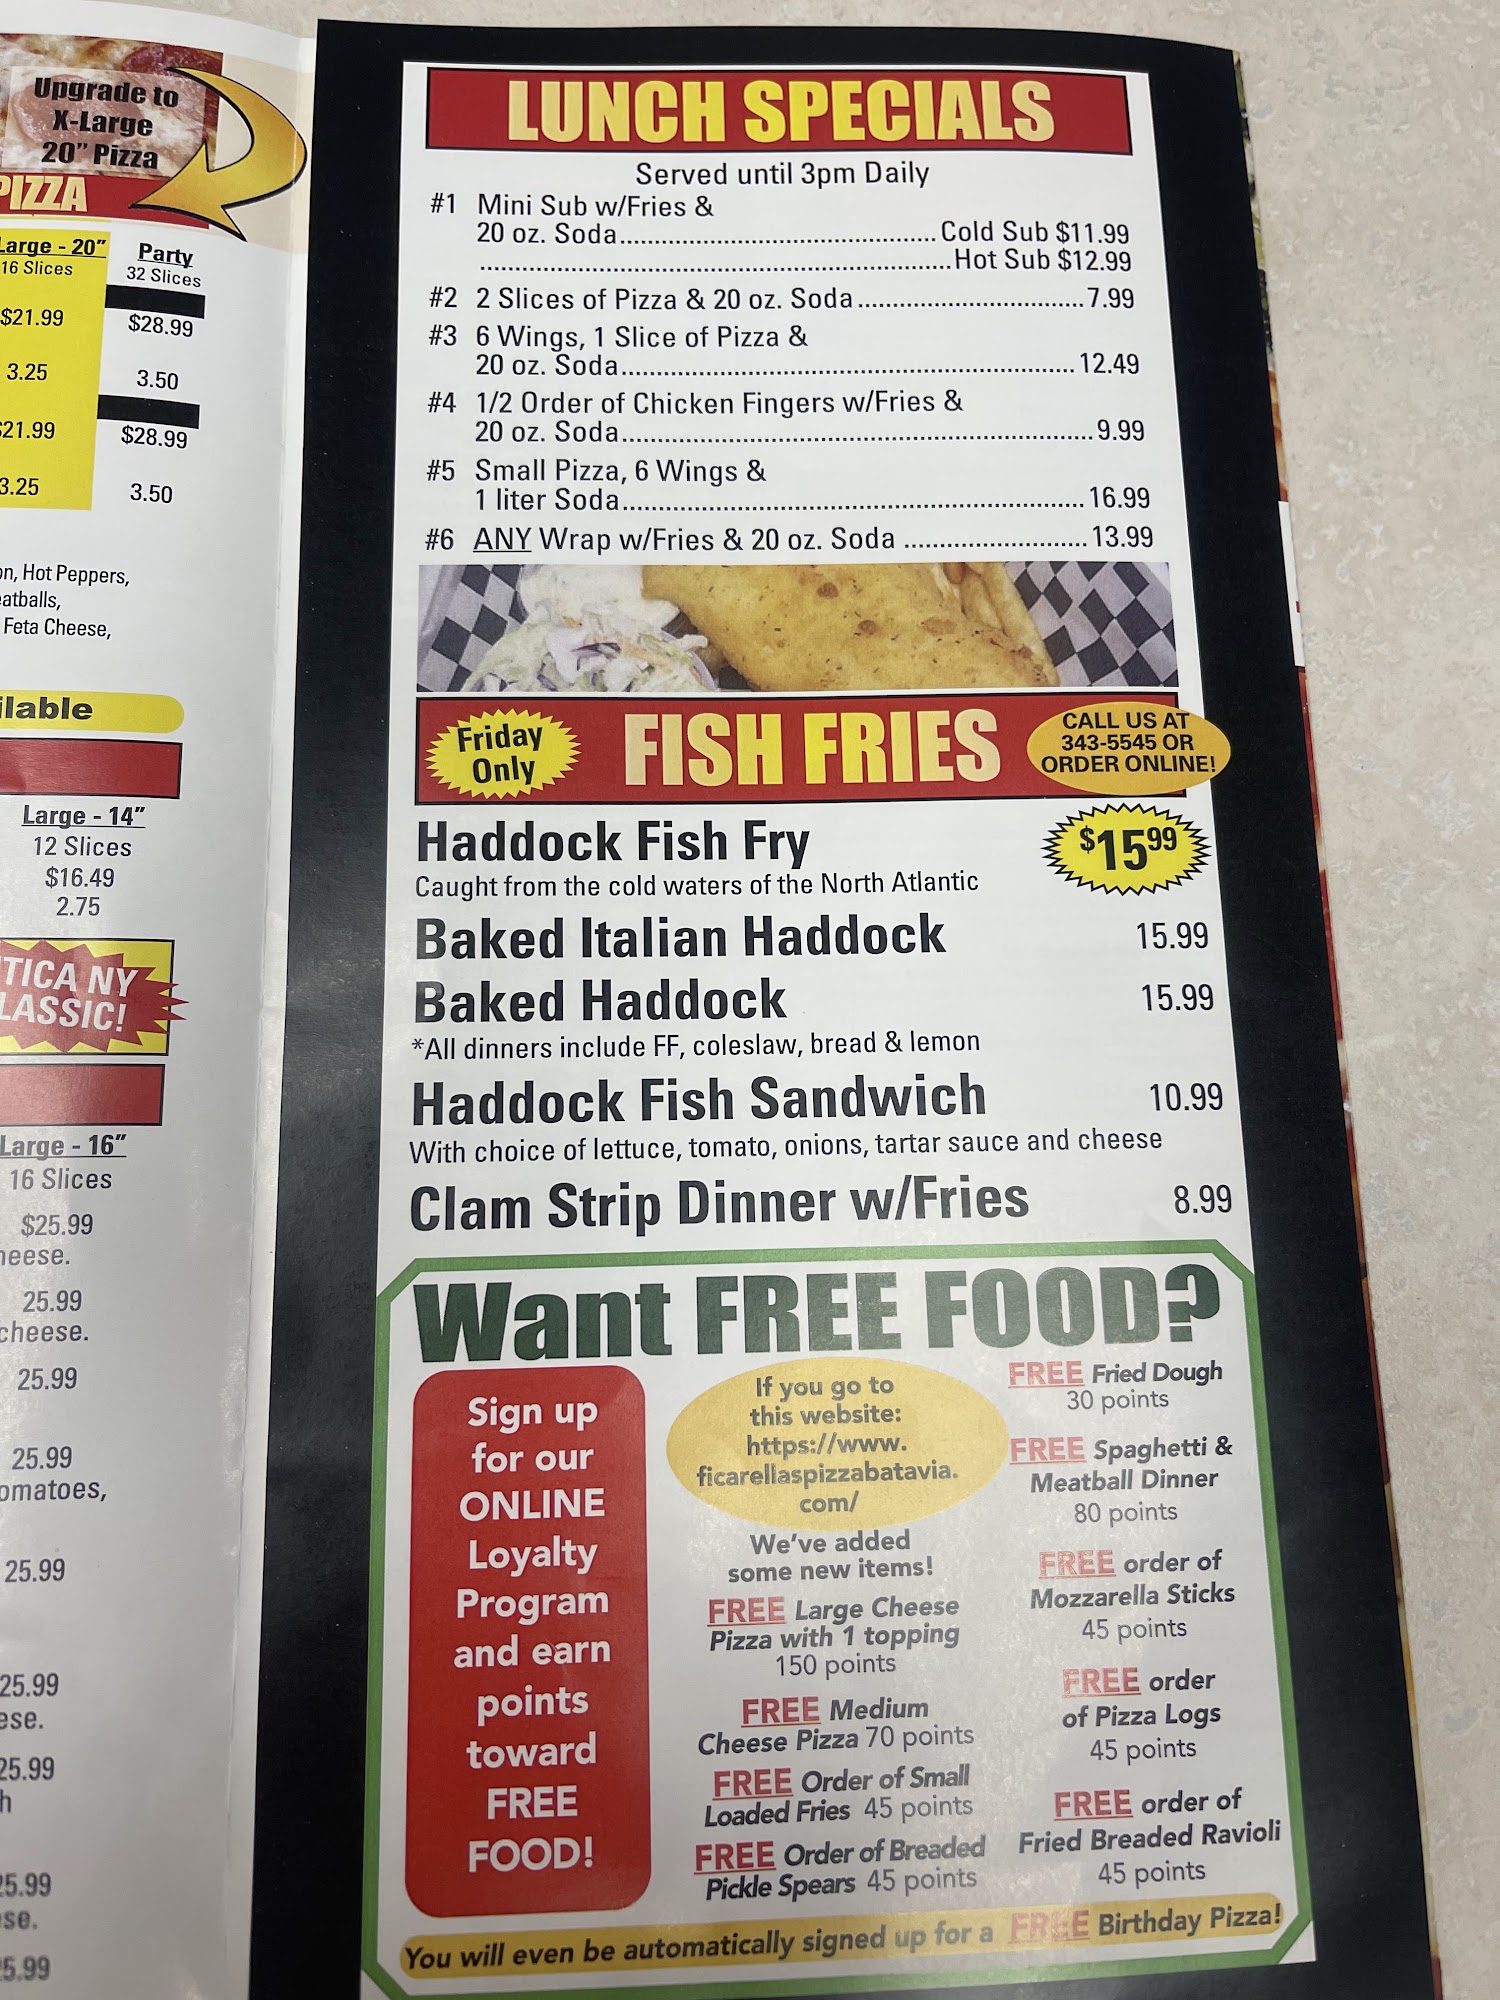 Upgrade to
X-Large
20" Pizza
PIZZA
Large - 20"
16 Slices
Party
32 Slices
$21.99
$28.99
3.25
3.50
$21.99
$28.99
3.25
3.50
Hot Peppers,
Feta Cheese,
Large - 14"
12 Slices
$16.49
2.75
UTICA NY
CLASSIC!
Large - 16"
16 Slices
$25.99
cheese.
25.99
cheese.
25.99
25.99
25.99
25.99
25.99
25.99
25.99
LUNCH SPECIALS
Served until 3pm Daily
#1 Mini Sub w/Fries &
20 oz. Soda........................................Cold Sub $11.99
........................................Hot Sub $12.99
#2 2 Slices of Pizza & 20 oz. Soda................................7.99
#3 6 Wings, 1 Slice of Pizza &
20 oz. Soda................................................................12.49
#4 1/2 Order of Chicken Fingers w/Fries &
20 oz. Soda................................................................9.99
#5 Small Pizza, 6 Wings &
1 liter Soda................................................................16.99
#6 ANY Wrap w/Fries & 20 oz. Soda ..........................13.99
Friday
Only
FISH FRIES
CALL US AT
343-5545 OR
ORDER ONLINE!
Haddock Fish Fry
$15.99
Caught from the cold waters of the North Atlantic
Baked Italian Haddock 15.99
Baked Haddock 15.99
*All dinners include FF, coleslaw, bread & lemon
Haddock Fish Sandwich 10.99
With choice of lettuce, tomato, onions, tartar sauce and cheese
Clam Strip Dinner w/Fries 8.99
Want FREE FOOD?
Sign up
for our
ONLINE
Loyalty
Program
and earn
points
toward
FREE
FOOD!
If you go to
this website:
https://www.
ficarellaspizzabatavia.
com/
We've added
some new items!
FREE Large Cheese
Pizza with 1 topping
150 points
FREE Medium
Cheese Pizza 70 points
FREE Order of Small
Loaded Fries 45 points
FREE Order of Breaded
Pickle Spears 45 points
FREE Fried Dough
30 points
FREE Spaghetti &
Meatball Dinner
80 points
FREE order of
Mozzarella Sticks
45 points
FREE order
of Pizza Logs
45 points
FREE order of
Fried Breaded Ravioli
45 points
You will even be automatically signed up for a FREE Birthday Pizza!